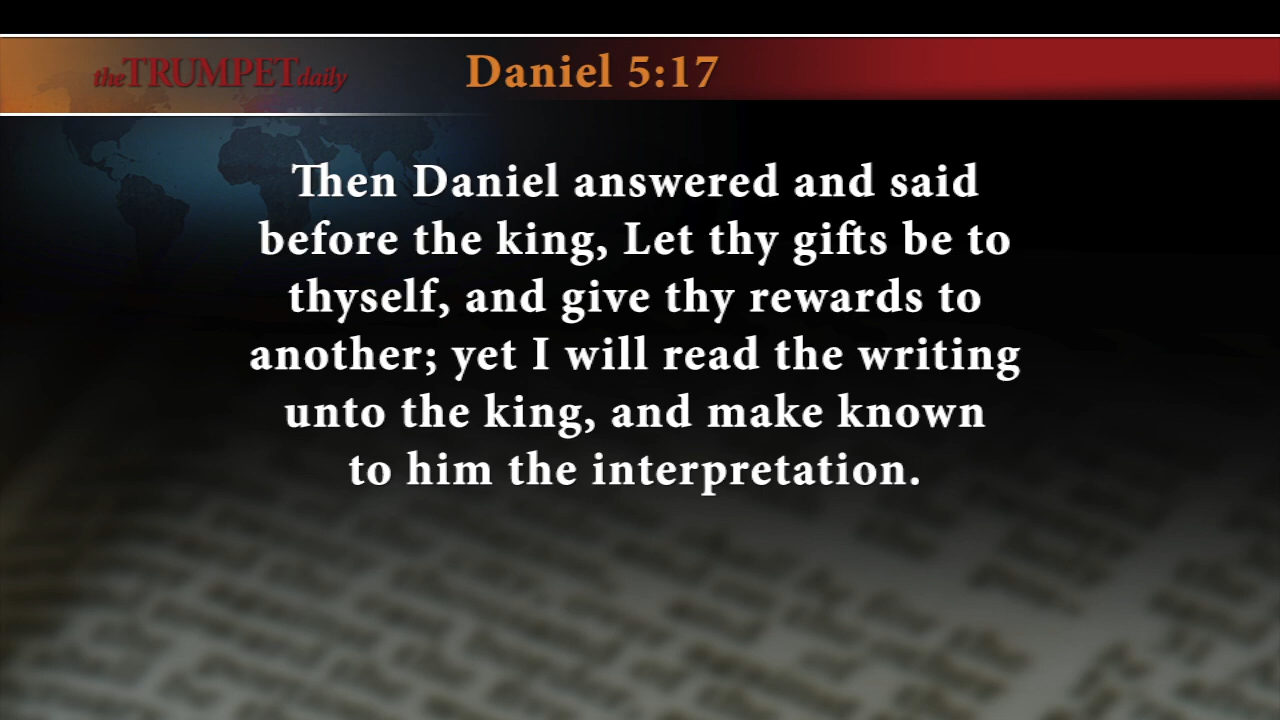 theTRUMPETdaily
Daniel 5:17
Then Daniel answered and said
before the king, Let thy gifts be to
thyself, and give thy rewards to
another; yet I will read the writing
unto the king, and make known
to him the interpretation.